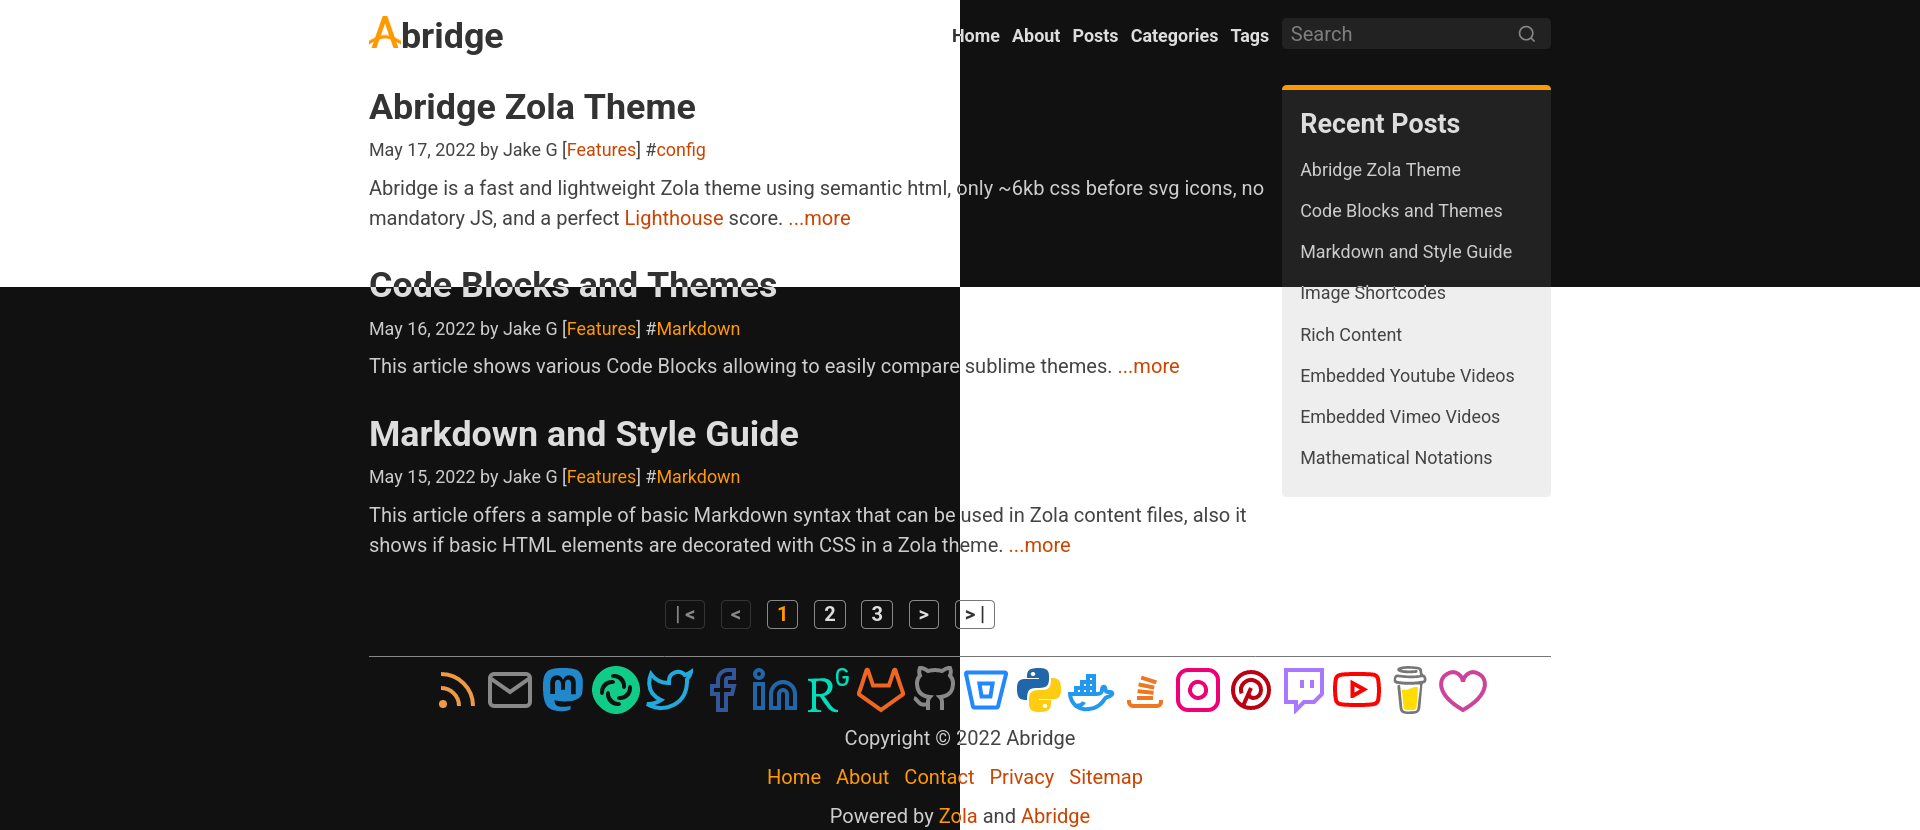 Abridge
Home About Posts Categories Tags
Search
Abridge Zola Theme
May 17, 2022 by Jake G [Features] #config
Abridge is a fast and lightweight Zola theme using semantic html, only ~6kb css before svg icons, no
mandatory JS, and a perfect Lighthouse score. ...more
Code Blocks and Themes
May 16, 2022 by Jake G [Features] #Markdown
This article shows various Code Blocks allowing to easily compare sublime themes. ...more
Markdown and Style Guide
May 15, 2022 by Jake G [Features] #Markdown
This article offers a sample of basic Markdown syntax that can be used in Zola content files, also it
shows if basic HTML elements are decorated with CSS in a Zola theme. ...more
|< < 1 2 3 > >|
Recent Posts
Abridge Zola Theme
Code Blocks and Themes
Markdown and Style Guide
Image Shortcodes
Rich Content
Embedded Youtube Videos
Embedded Vimeo Videos
Mathematical Notations
Copyright © 2022 Abridge
Home About Contact Privacy Sitemap
Powered by Zola and Abridge